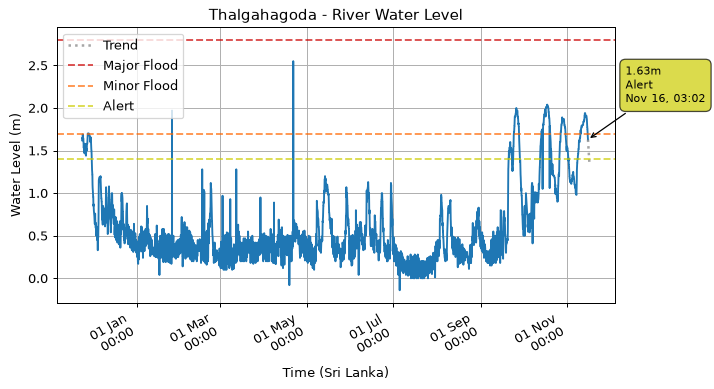 Thalgahagoda - River Water Level
Trend
Major Flood
Minor Flood
Alert
1.63m
Alert
Nov 16, 03:02
Water Level (m)
2.5
2.0
1.5
1.0
0.5
0.0
01 Jan
00:00
01 Mar
00:00
01 May
00:00
01 Jul
00:00
01 Sep
00:00
01 Nov
00:00
Time (Sri Lanka)